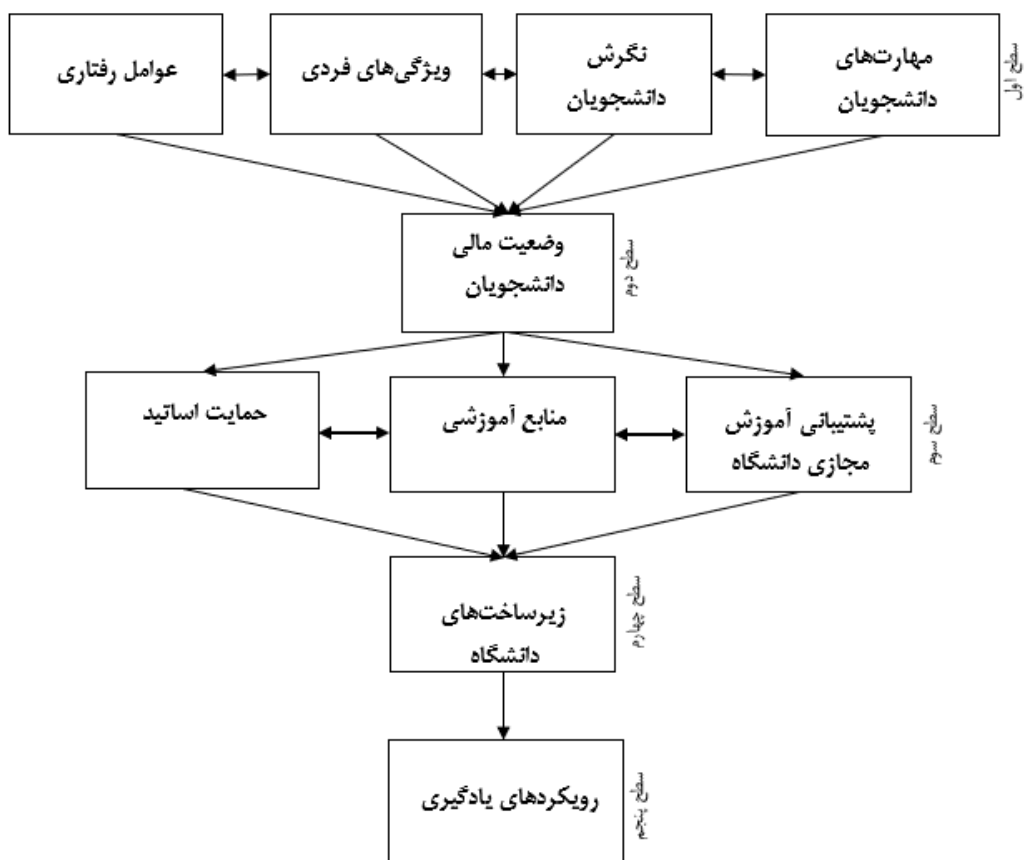 مهارت‌های
دانشجویان
نگرش
دانشجویان
ویژگی‌های فردی
عوامل رفتاری
سطح اول
وضعیت مالی
دانشجویان
سطح دوم
پشتیبانی آموزش
مجازی دانشگاه
منابع آموزشی
حمایت اساتید
سطح سوم
زیرساخت‌های
دانشگاه
سطح چهارم
رویکردهای یادگیری
سطح پنجم